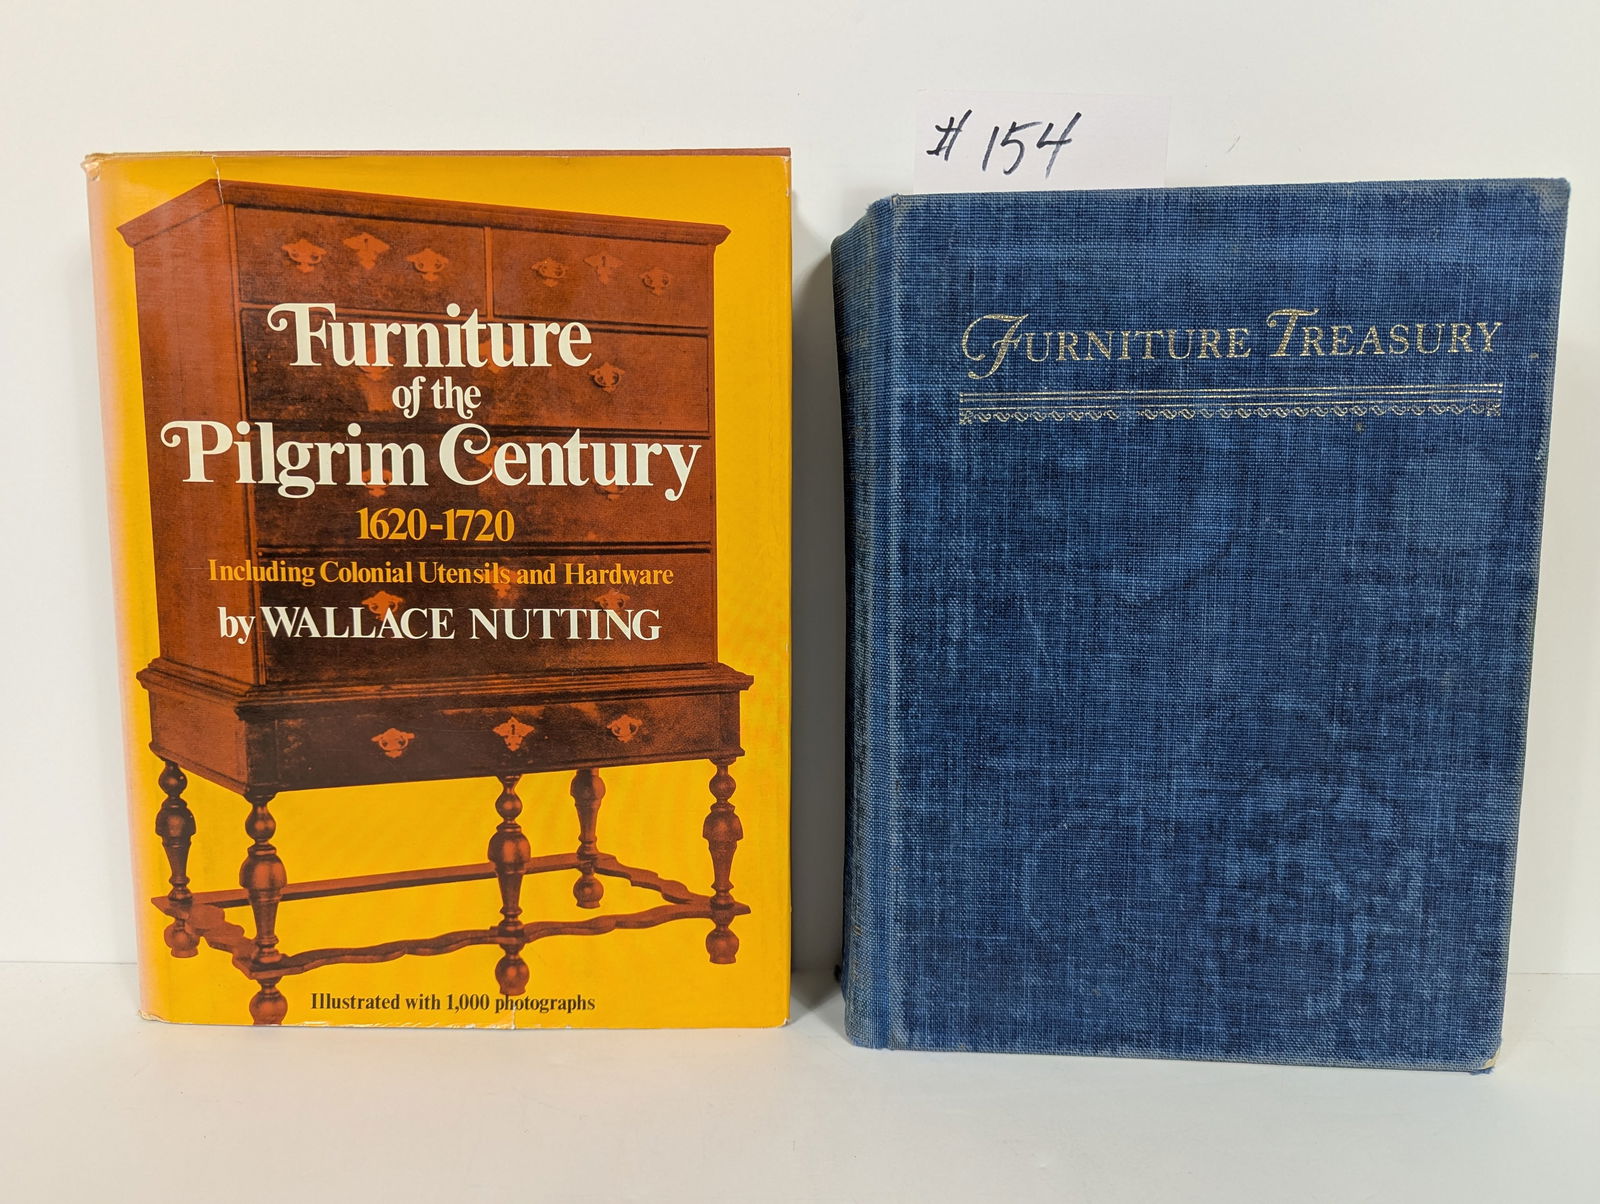 Furniture
of the
Pilgrim Century
1620-1720
Including Colonial Utensils and Hardware
by WALLACE NUTTING
Illustrated with 1,000 photographs
# 154
FURNITURE TREASURY